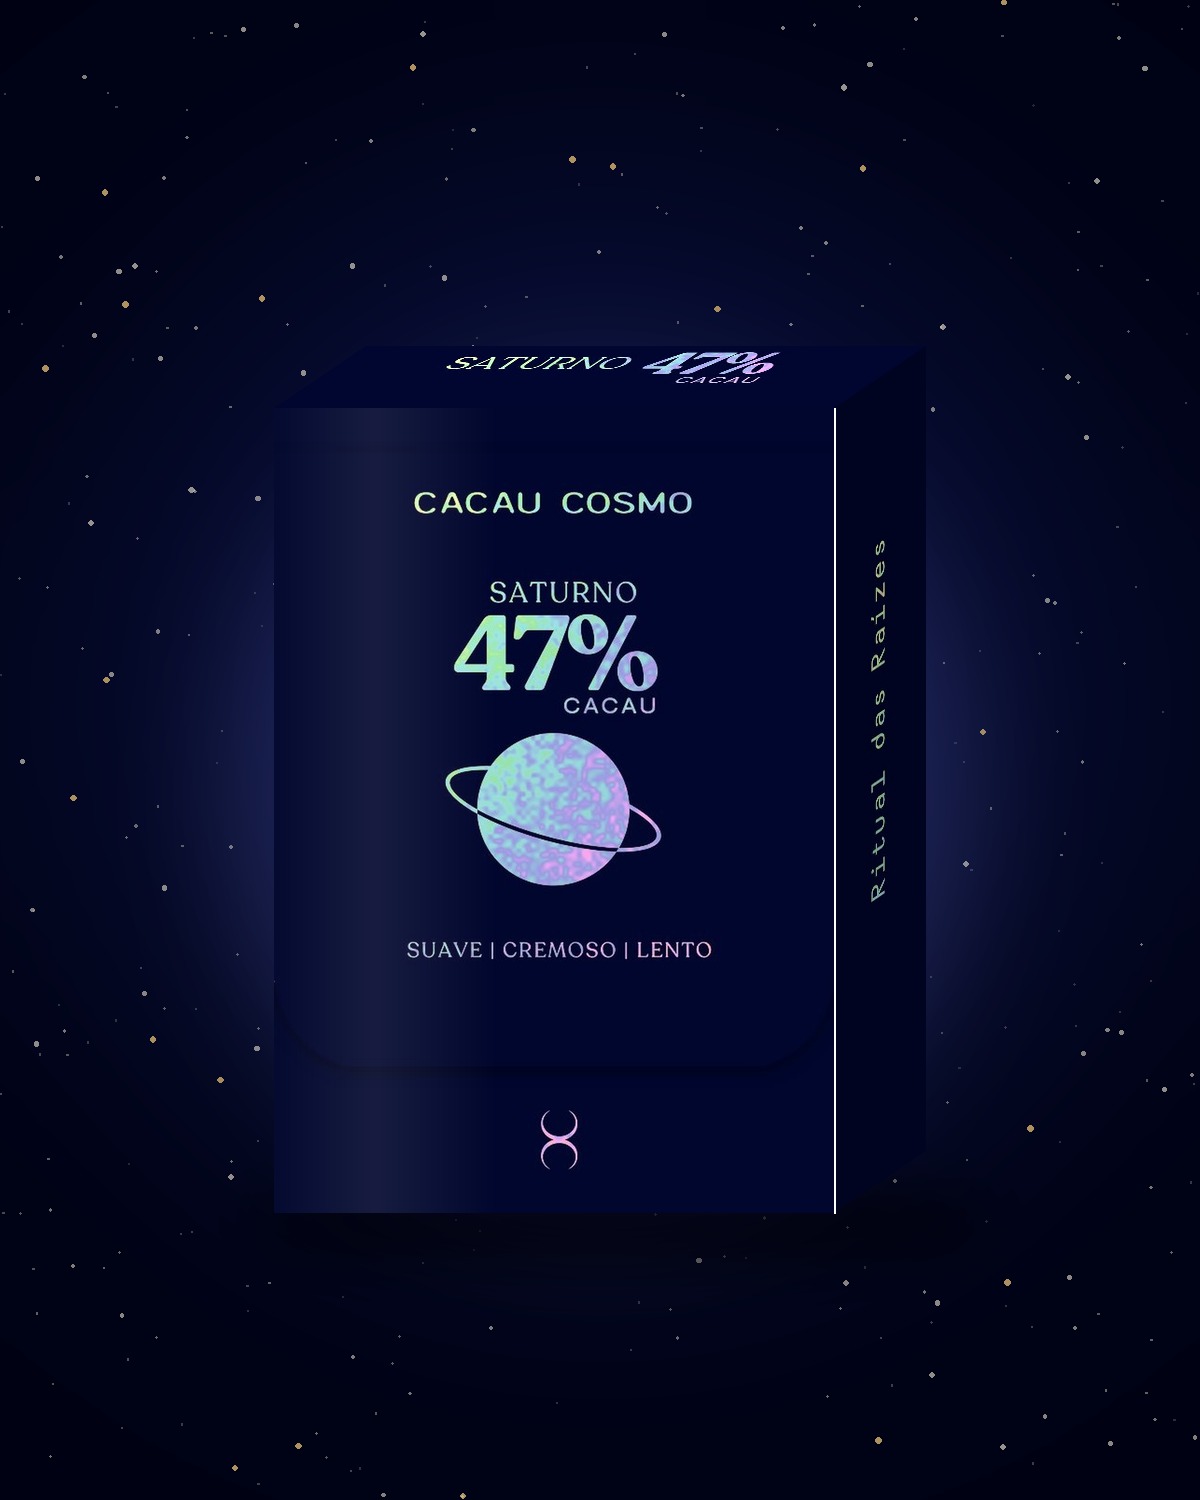 SATURNO 47%
CACAU
CACAU COSMO
SATURNO
47%
CACAU
SUAVE | CREMOSO | LENTO
Ritual das Raizes